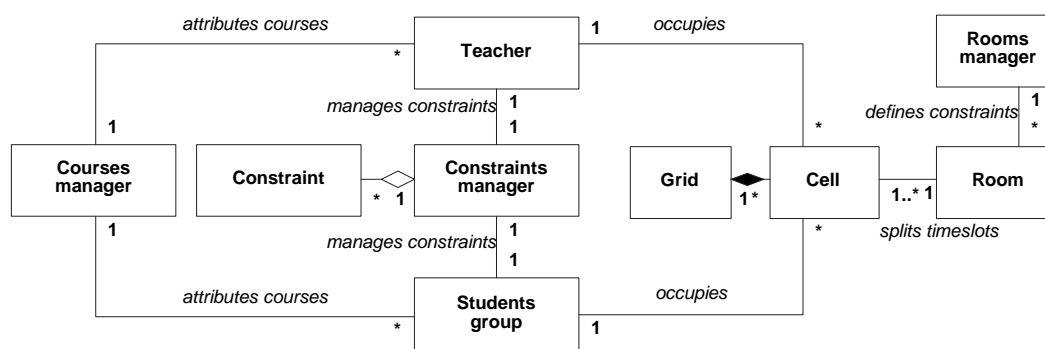 attributes courses
1
occupies
*
Teacher
Rooms
manager
manages constraints
1
1
defines constraints
1
*
1
*
Courses
manager
Constraint
*
1
Constraints
manager
Grid
1
*
Cell
1..*
1
Room
1
manages constraints
1
1
*
splits timeslots
attributes courses
*
Students
group
1
occupies